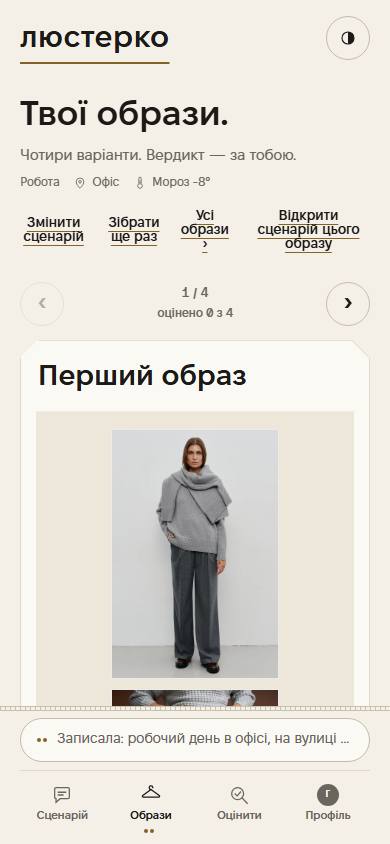 люстерко
Твої образи.
Чотири варіанти. Вердикт — за тобою.
Робота Офіс Мороз -8°
Змінити сценарій
Зібрати ще раз
Усі образи ›
Відкрити сценарій цього образу
‹ 1 / 4 ›
оцінено 0 з 4
Перший образ
Записала: робочий день в офісі, на вулиці ...
Сценарій Образи Оцінити Г Профіль